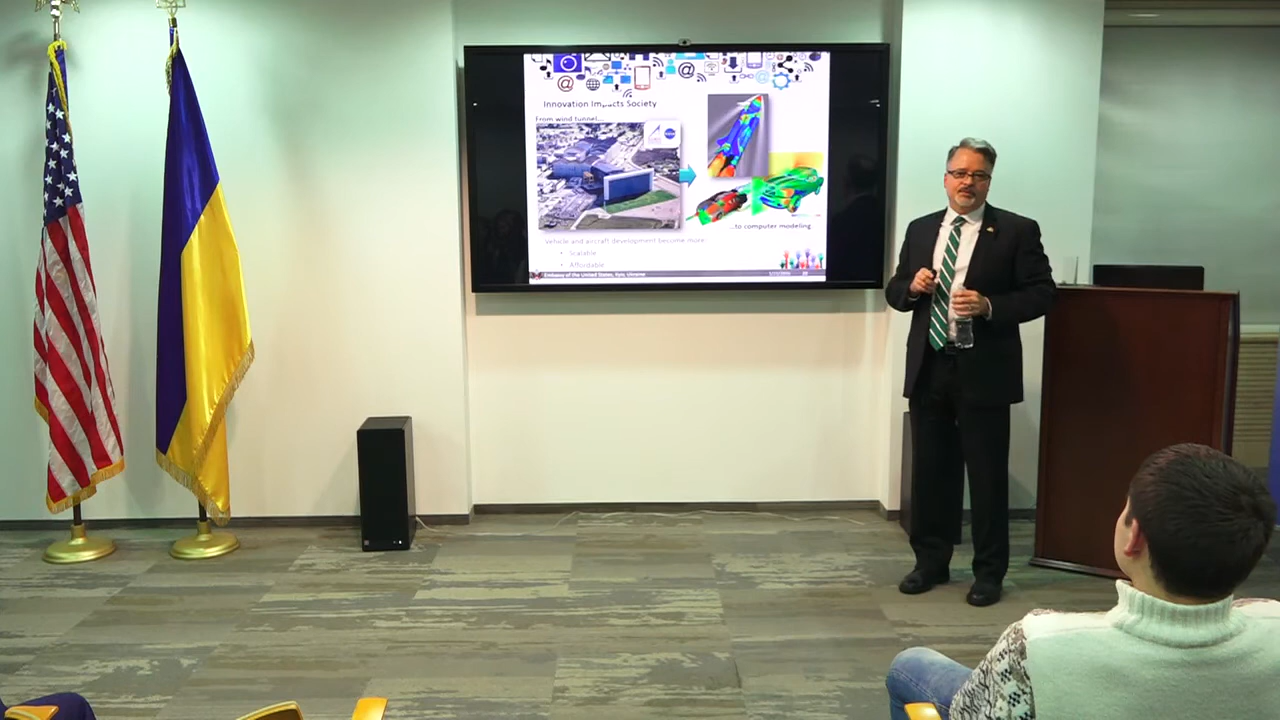 Innovation Impacts Society
From wind tunnel...
...to computer modeling
Vehicle and aircraft development become more:
• Scalable
• Affordable
Embassy of the United States, Kyiv, Ukraine
20